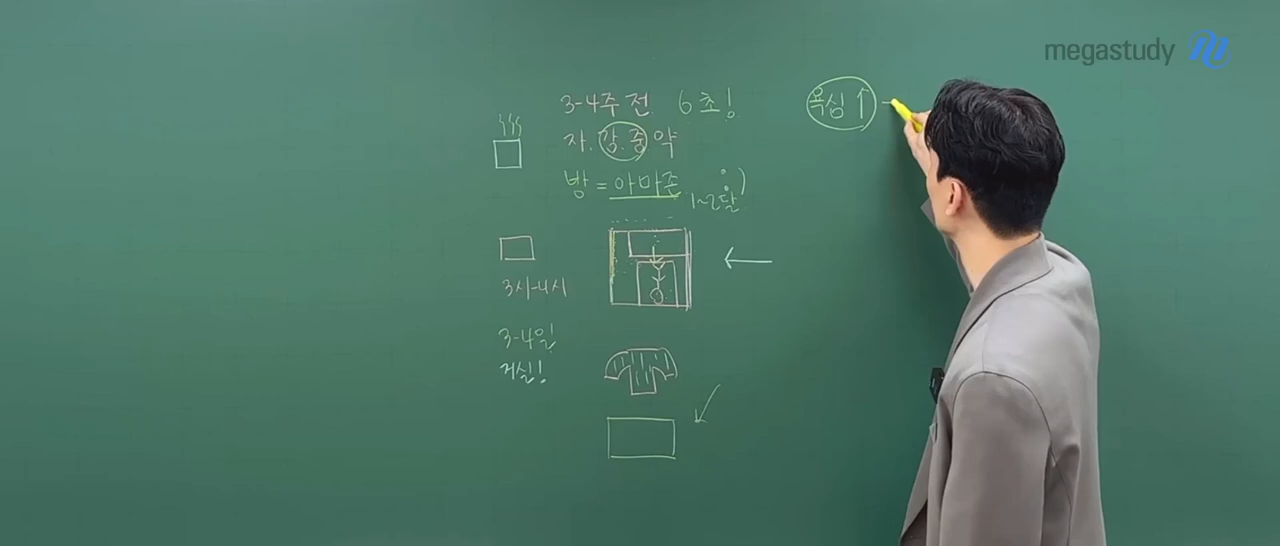 megastudy
3-4주 전. 6초!
자. 강. 중 약
방 = 아마존 1~2달
3시-4시
3-4일!
거실!
욕심↑